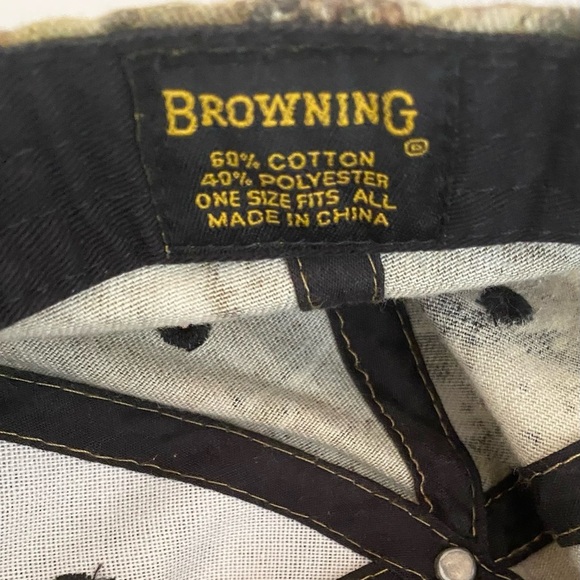 BROWNING
®
60% COTTON
40% POLYESTER
ONE SIZE FITS ALL
MADE IN CHINA